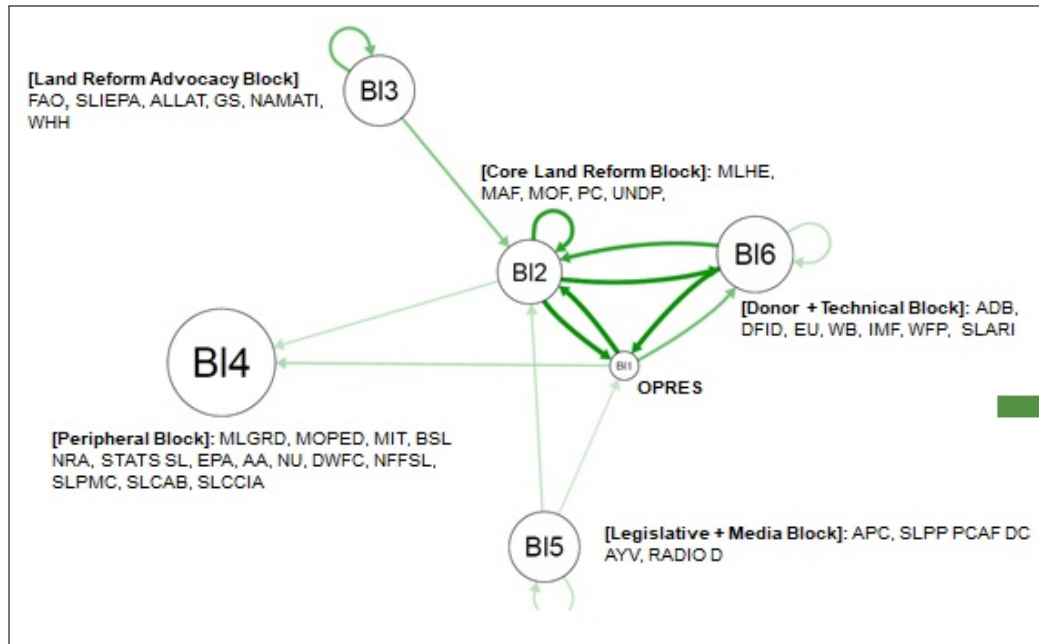 BI3
[Land Reform Advocacy Block]
FAO, SLIEPA, ALLAT, GS, NAMATI,
WHH
[Core Land Reform Block]: MLHE,
MAF, MOF, PC, UNDP,
BI2
BI6
[Donor + Technical Block]: ADB,
DFID, EU, WB, IMF, WFP, SLARI
BI4
BI1
OPRES
[Peripheral Block]: MLGRD, MOPED, MIT, BSL
NRA, STATS SL, EPA, AA, NU, DWFC, NFFSL,
SLPMC, SLCAB, SLCCIA
BI5
[Legislative + Media Block]: APC, SLPP PCAF DC
AYV, RADIO D